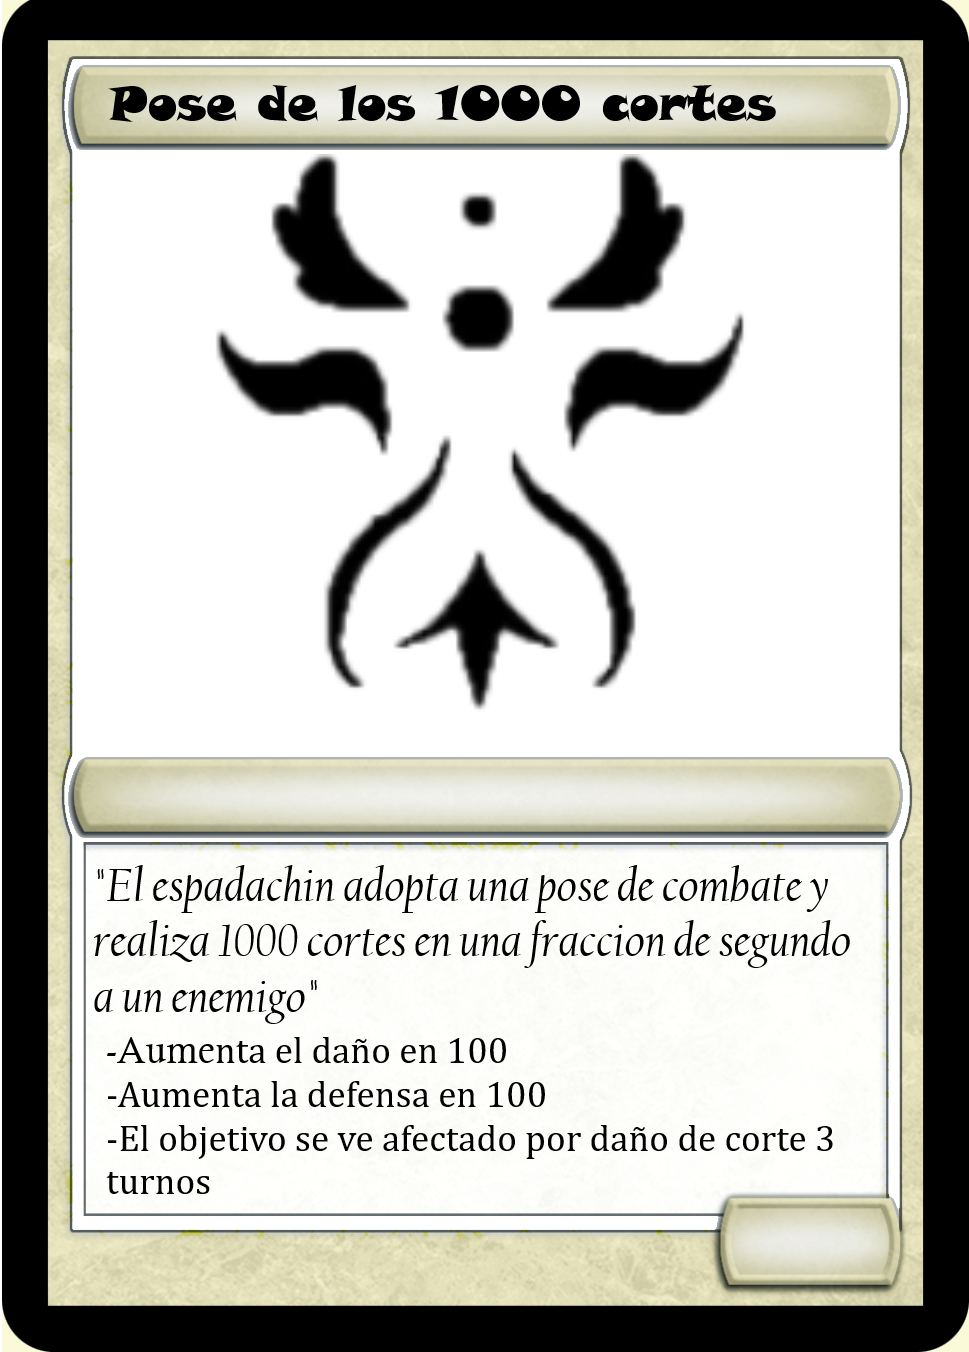 Pose de los 1000 cortes
"El espadachin adopta una pose de combate y
realiza 1000 cortes en una fraccion de segundo
a un enemigo"
-Aumenta el daño en 100
-Aumenta la defensa en 100
-El objetivo se ve afectado por daño de corte 3
turnos